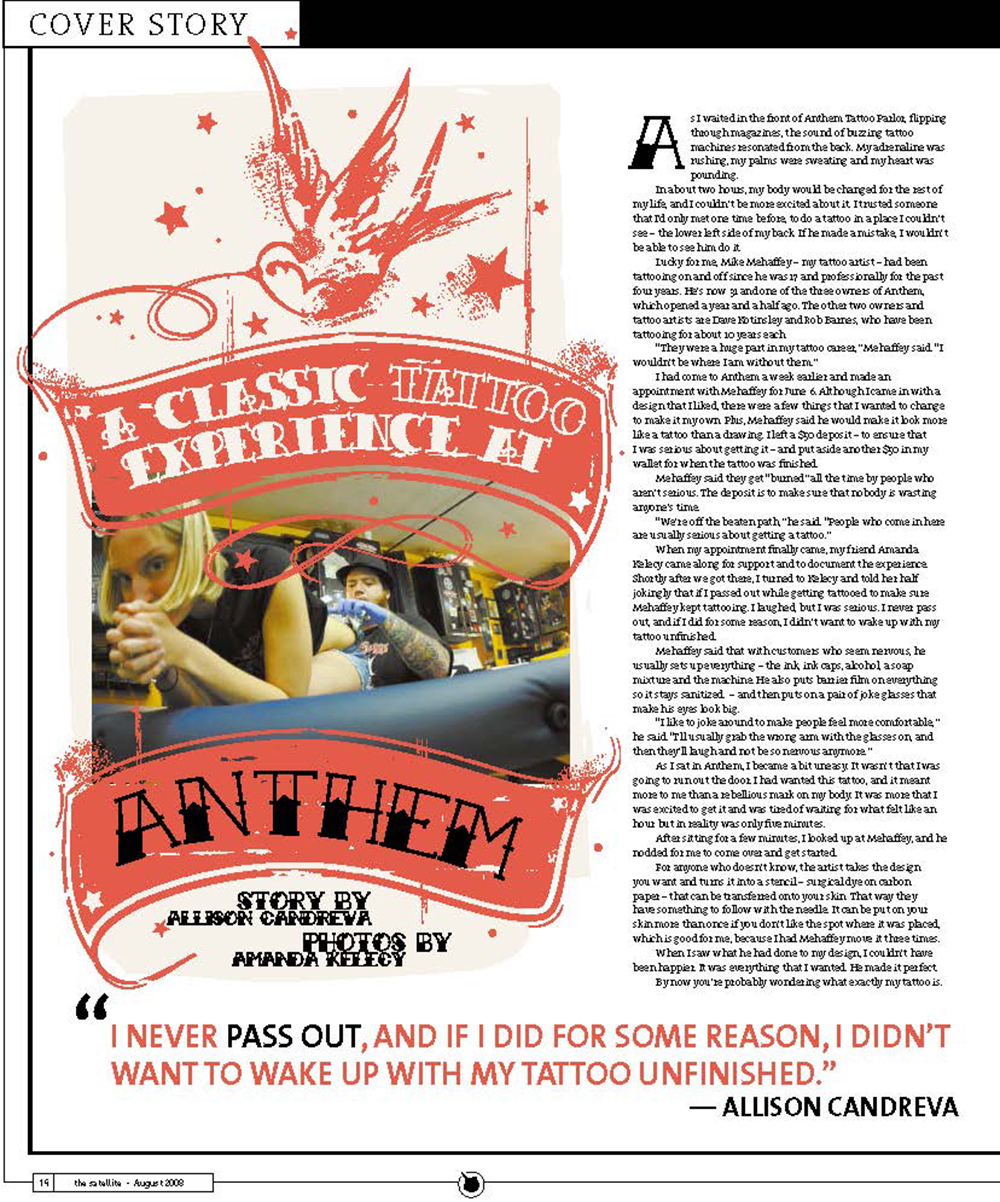 COVER STORY
A CLASSIC TATTOO
EXPERIENCE AT
ANTHEM
STORY BY
ALLISON CANDREVA
PHOTOS BY
AMANDA KELECY
As I waited in the front of Anthem Tattoo Parlor, flipping
through magazines, the sound of buzzing tattoo
machines resonated from the back. My adrenaline was
rushing, my palms were sweating and my heart was
pounding.
In about two hours, my body would be changed for the rest of
my life, and I couldn't be more excited about it. I trusted someone
that I'd only met one time before, to do a tattoo in a place I couldn't
see – the lower left side of my back. If he made a mistake, I wouldn't
be able to see him do it.
Lucky for me, Mike Mehaffey – my tattoo artist – had been
tattooing on and off since he was 17 and professionally for the past
four years. He's now 31 and one of the three owners of Anthem,
which opened a year and a half ago. The other two owners and
tattoo artists are Dave Kotinsley and Rob Barnes, who have been
tattooing for about 10 years each.
"They were a huge part in my tattoo career," Mehaffey said. "I
wouldn't be where I am without them."
I had come to Anthem a week earlier and made an
appointment with Mehaffey for June 6. Although I came in with a
design that I liked, there were a few things that I wanted to change
to make it my own. Plus, Mehaffey said he would make it look more
like a tattoo than a drawing. I left a $50 deposit – to ensure that
I was serious about getting it – and put aside another $50 in my
wallet for when the tattoo was finished.
Mehaffey said they get "burned" all the time by people who
aren't serious. The deposit is to make sure that nobody is wasting
anyone's time.
"We're off the beaten path," he said. "People who come in here
are usually serious about getting a tattoo."
When my appointment finally came, my friend Amanda
Kelecy came along for support and to document the experience.
Shortly after we got there, I turned to Kelecy and told her half
jokingly that if I passed out while getting tattooed to make sure
Mehaffey kept tattooing. I laughed, but I was serious. I never pass
out, and if I did for some reason, I didn't want to wake up with my
tattoo unfinished.
Mehaffey said that with customers who seem nervous, he
usually sets up everything – the ink, ink caps, alcohol, a soap
mixture and the machine. He also puts barrier film on everything
so it stays sanitized. – and then puts on a pair of joke glasses that
make his eyes look big.
"I like to joke around to make people feel more comfortable,"
he said. "I'll usually grab the wrong arm with the glasses on, and
then they'll laugh and not be so nervous anymore."
As I sat in Anthem, I became a bit uneasy. It wasn't that I was
going to run out the door. I had wanted this tattoo, and it meant
more to me than a rebellious mark on my body. It was more that I
was excited to get it and was tired of waiting for what felt like an
hour but in reality was only five minutes.
After sitting for a few minutes, I looked up at Mehaffey, and he
nodded for me to come over and get started.
For anyone who doesn't know, the artist takes the design
you want and turns it into a stencil – surgical dye on carbon
paper – that can be transferred onto your skin. That way they
have something to follow with the needle. It can be put on your
skin more than once if you don't like the spot where it was placed,
which is good for me, because I had Mehaffey move it three times.
When I saw what he had done to my design, I couldn't have
been happier. It was everything that I wanted. He made it perfect.
By now you're probably wondering what exactly my tattoo is.
“I NEVER PASS OUT, AND IF I DID FOR SOME REASON, I DIDN'T
WANT TO WAKE UP WITH MY TATTOO UNFINISHED.”
— ALLISON CANDREVA
14 the satellite - August 2008